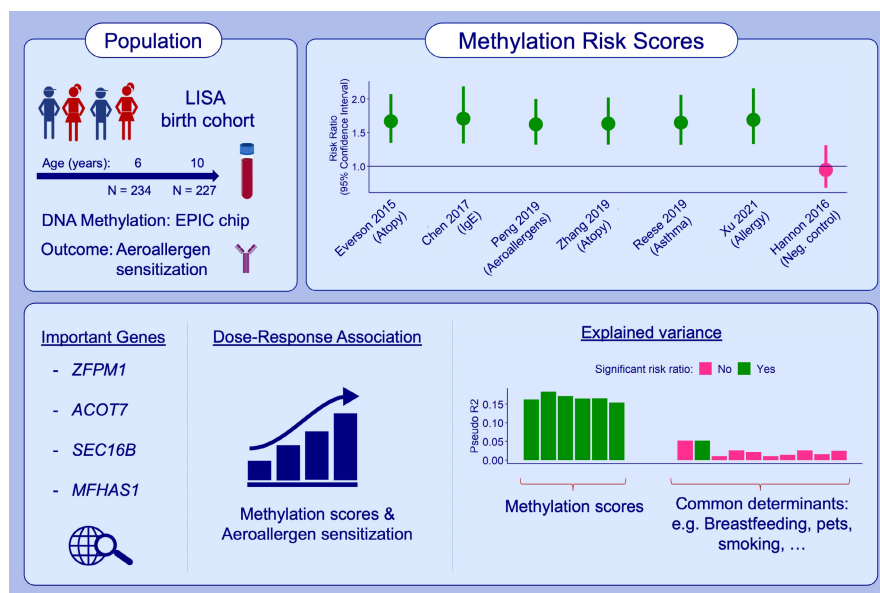 Population
LISA
birth cohort
Age (years): 6 10
N = 234 N = 227
DNA Methylation: EPIC chip
Outcome: Aeroallergen
sensitization
Methylation Risk Scores
Risk Ratio
(95% Confidence Interval)
2.0
1.5
1.0
Everson 2015
(Atopy)
Chen 2017
(IgE)
Peng 2019
(Aeroallergens)
Zhang 2019
(Atopy)
Reese 2019
(Asthma)
Xu 2021
(Allergy)
Hannon 2016
(Neg. control)
Important Genes
- ZFPM1
- ACOT7
- SEC16B
- MFHAS1
Dose-Response Association
Methylation scores &
Aeroallergen sensitization
Explained variance
Significant risk ratio: No Yes
Pseudo R2
0.15
0.10
0.05
0.00
Methylation scores
Common determinants:
e.g. Breastfeeding, pets,
smoking, …